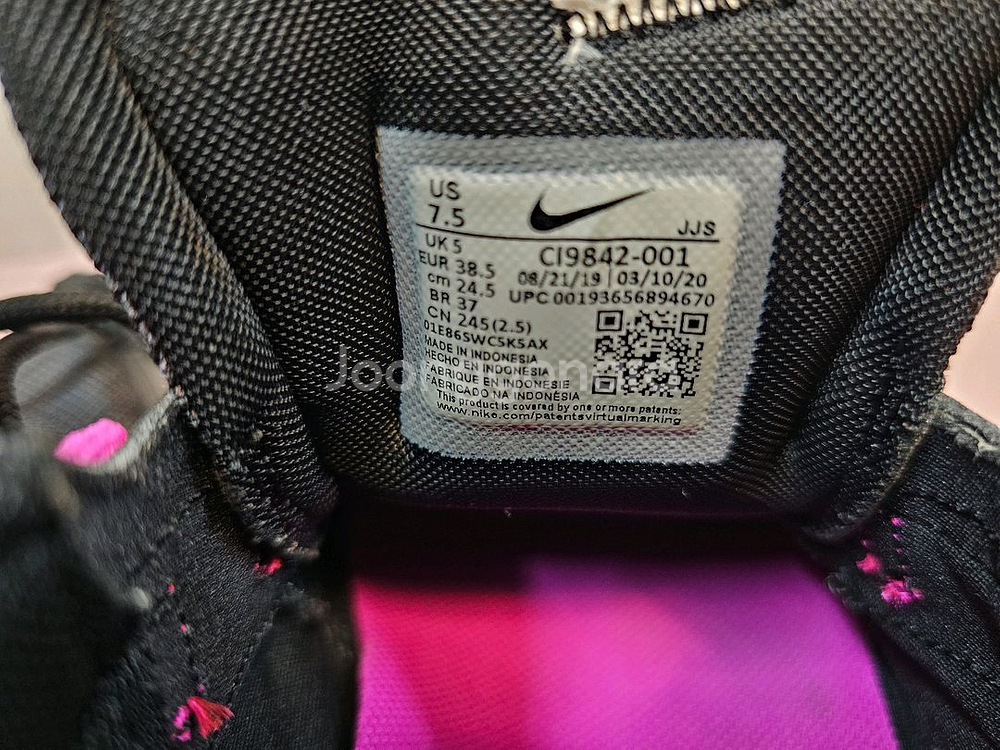 US
7.5
JJS
UK 5
EUR 38.5
cm 24.5
BR 37
CN 245(2.5)
CI9842-001
08/21/19 | 03/10/20
UPC 00193656894670
01E86SWC5K5AX
MADE IN INDONESIA
HECHO EN INDONESIA
FABRIQUE EN INDONESIE
FABRICADO NA INDONÉSIA
This product is covered by one or more patents:
www.nike.com/patentsvirtualmarking